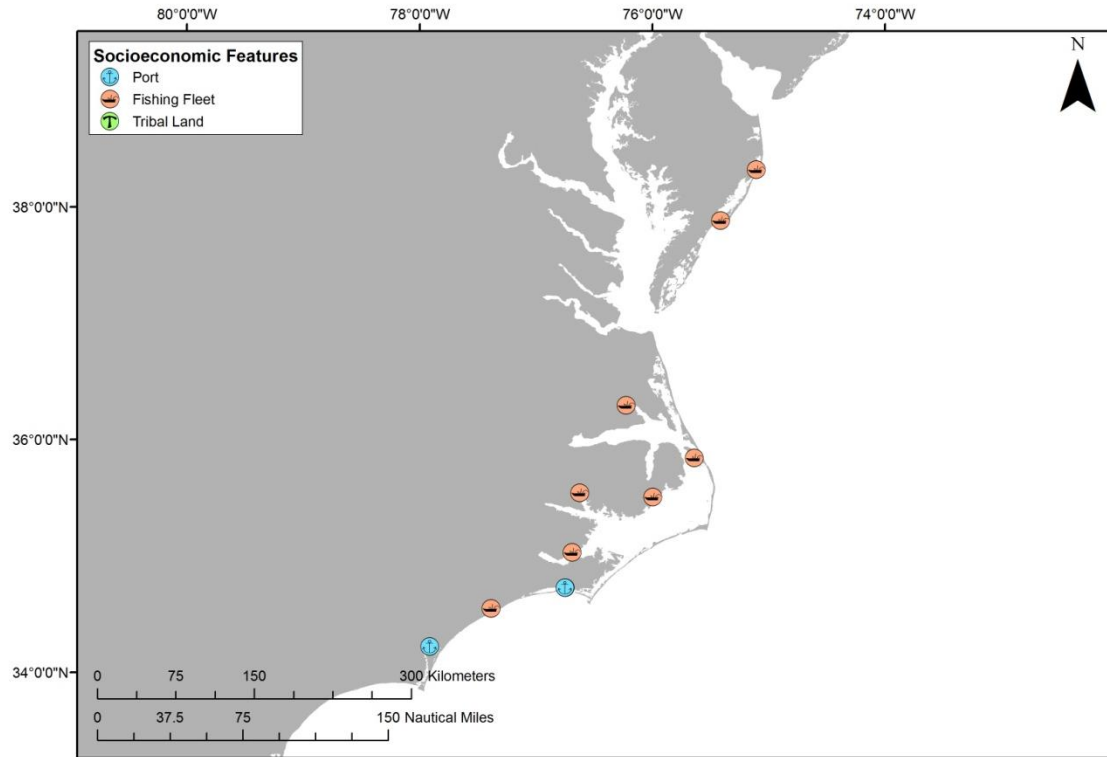 80°0'0"W 78°0'0"W 76°0'0"W 74°0'0"W
Socioeconomic Features
Port
Fishing Fleet
Tribal Land
N
38°0'0"N
36°0'0"N
34°0'0"N
0 75 150 300 Kilometers
0 37.5 75 150 Nautical Miles